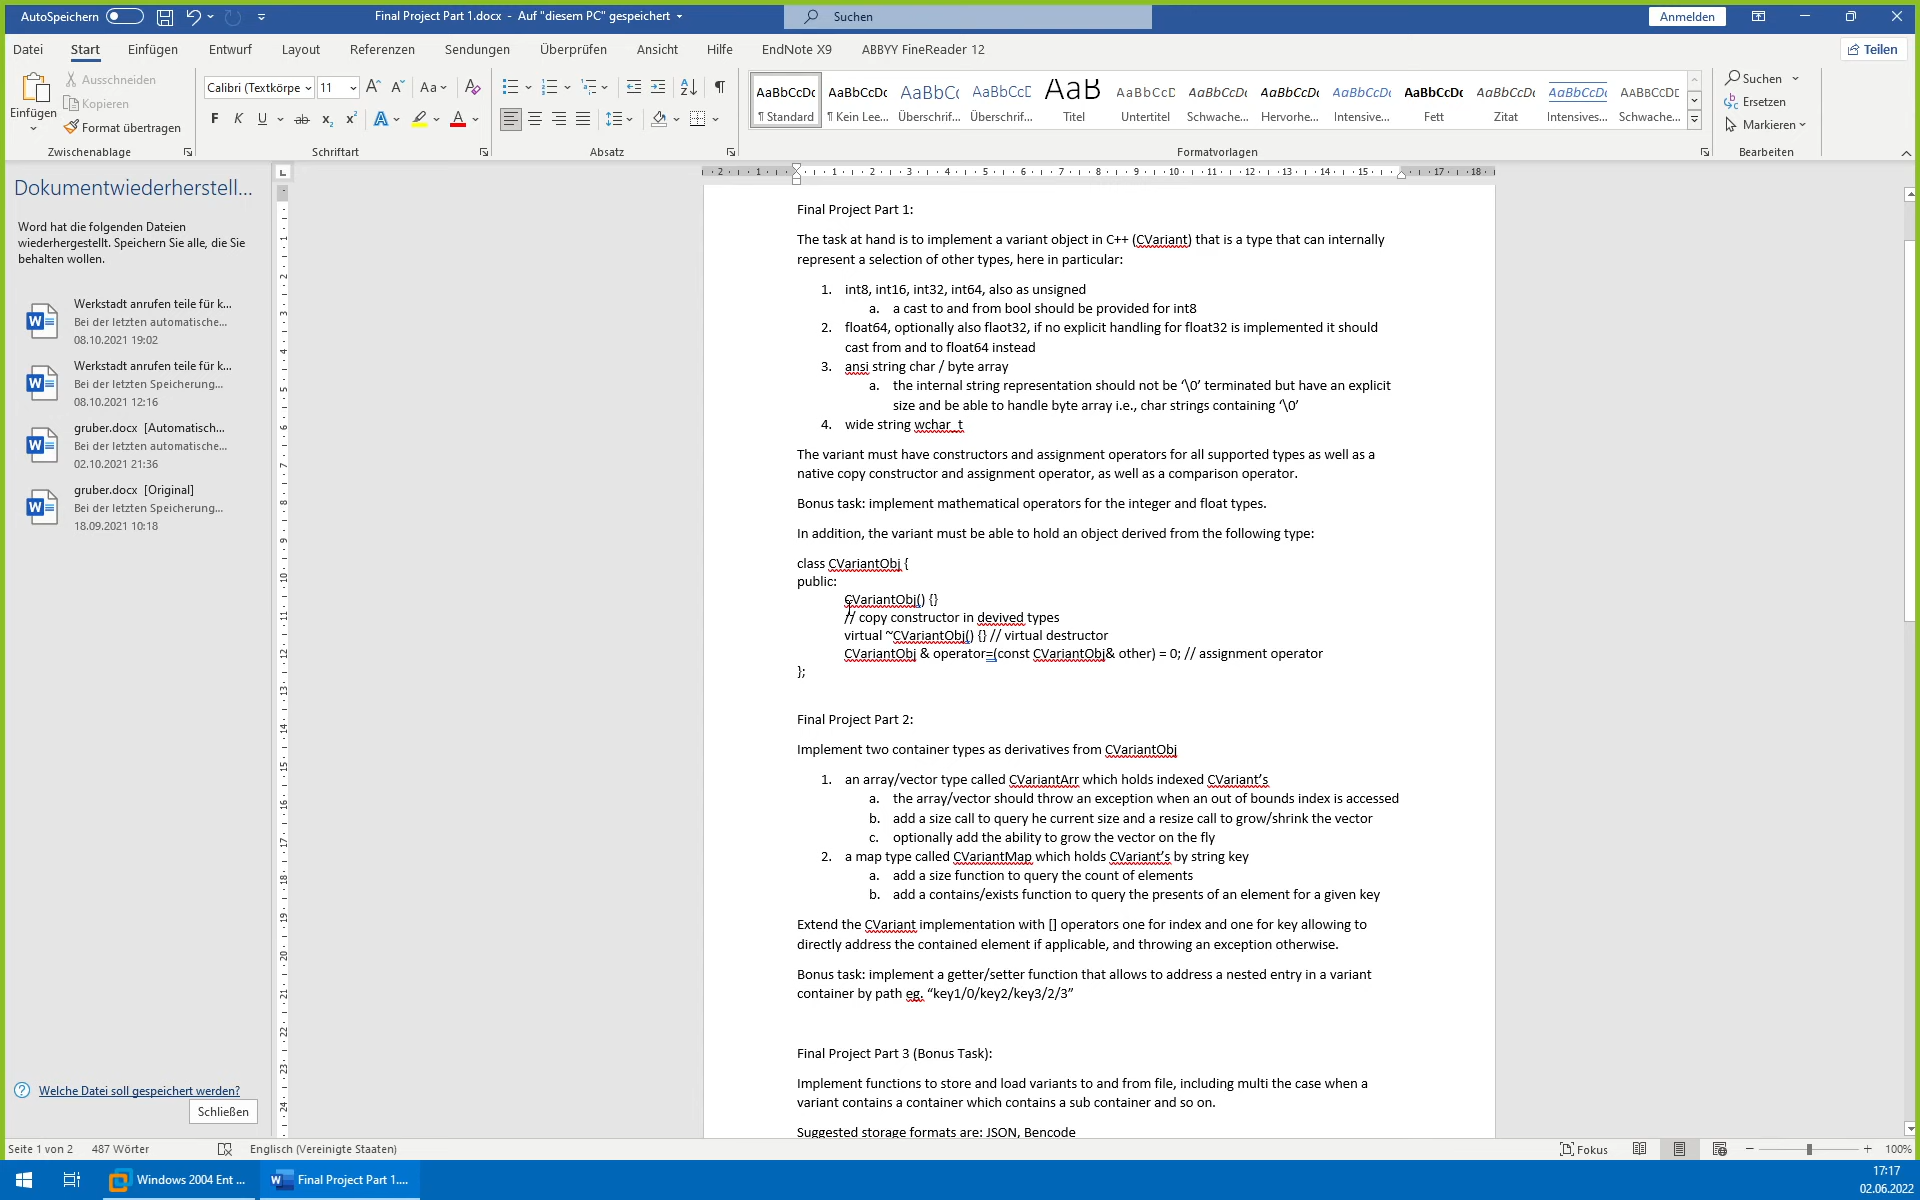 AutoSpeichern
Final Project Part 1.docx - Auf "diesem PC" gespeichert
Suchen
Anmelden
Datei Start Einfügen Entwurf Layout Referenzen Sendungen Überprüfen Ansicht Hilfe EndNote X9 ABBYY FineReader 12
Teilen
Einfügen
Ausschneiden
Kopieren
Format übertragen
Zwischenablage
Calibri (Textkörpe 11
F K U ab x₂ x²
Schriftart
Absatz
AaBbCcDc AaBbCcDc AaBbC( AaBbCcD AaB AaBbCcD AaBbCcDc AaBbCcDc AaBbCcDc AaBbCcDc AaBbCcDc AaBbCcDc AABBCCDE
¶ Standard ¶ Kein Lee... Überschrif... Überschrif... Titel Untertitel Schwache... Hervorhe... Intensive... Fett Zitat Intensives... Schwache...
Formatvorlagen
Suchen
Ersetzen
Markieren
Bearbeiten
Dokumentwiederherstell...
Word hat die folgenden Dateien
wiederhergestellt. Speichern Sie alle, die Sie
behalten wollen.
Werkstadt anrufen teile für k...
Bei der letzten automatische...
08.10.2021 19:02
Werkstadt anrufen teile für k...
Bei der letzten Speicherung...
08.10.2021 12:16
gruber.docx [Automatisch...
Bei der letzten automatische...
02.10.2021 21:36
gruber.docx [Original]
Bei der letzten Speicherung...
18.09.2021 10:18
Welche Datei soll gespeichert werden?
Schließen
Final Project Part 1:
The task at hand is to implement a variant object in C++ (CVariant) that is a type that can internally
represent a selection of other types, here in particular:
1. int8, int16, int32, int64, also as unsigned
a. a cast to and from bool should be provided for int8
2. float64, optionally also flaot32, if no explicit handling for float32 is implemented it should
cast from and to float64 instead
3. ansi string char / byte array
a. the internal string representation should not be ‘\0’ terminated but have an explicit
size and be able to handle byte array i.e., char strings containing ‘\0’
4. wide string wchar_t
The variant must have constructors and assignment operators for all supported types as well as a
native copy constructor and assignment operator, as well as a comparison operator.
Bonus task: implement mathematical operators for the integer and float types.
In addition, the variant must be able to hold an object derived from the following type:
class CVariantObj {
public:
CVariantObj() {}
// copy constructor in devived types
virtual ~CVariantObj() {} // virtual destructor
CVariantObj & operator=(const CVariantObj& other) = 0; // assignment operator
};
Final Project Part 2:
Implement two container types as derivatives from CVariantObj
1. an array/vector type called CVariantArr which holds indexed CVariant’s
a. the array/vector should throw an exception when an out of bounds index is accessed
b. add a size call to query he current size and a resize call to grow/shrink the vector
c. optionally add the ability to grow the vector on the fly
2. a map type called CVariantMap which holds CVariant’s by string key
a. add a size function to query the count of elements
b. add a contains/exists function to query the presents of an element for a given key
Extend the CVariant implementation with [] operators one for index and one for key allowing to
directly address the contained element if applicable, and throwing an exception otherwise.
Bonus task: implement a getter/setter function that allows to address a nested entry in a variant
container by path eg. “key1/0/key2/key3/2/3”
Final Project Part 3 (Bonus Task):
Implement functions to store and load variants to and from file, including multi the case when a
variant contains a container which contains a sub container and so on.
Suggested storage formats are: JSON, Bencode
Seite 1 von 2 487 Wörter Englisch (Vereinigte Staaten)
Fokus
100%
Windows 2004 Ent ...
Final Project Part 1....
17:17
02.06.2022